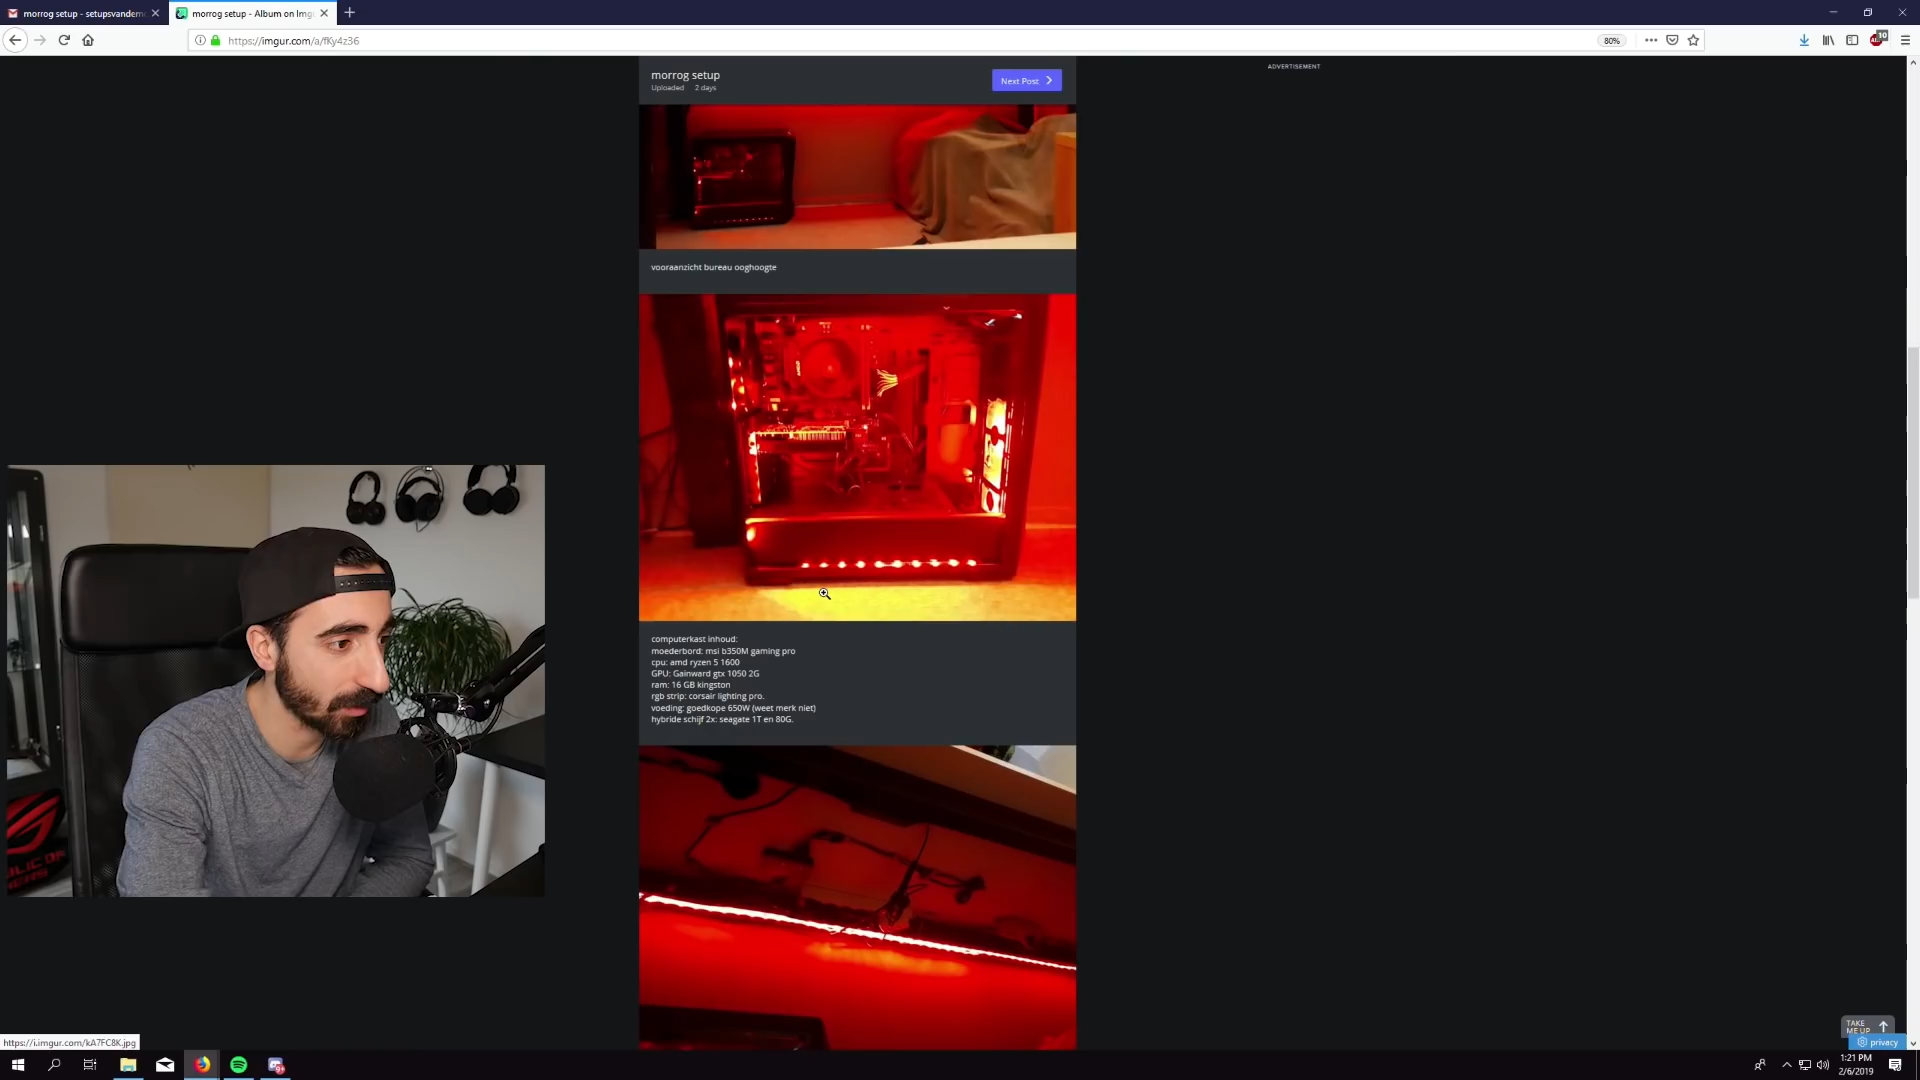 morrog setup - setupsvandem
morrog setup - Album on Img
https://imgur.com/a/fKy4z36
80%
10
morrog setup
Uploaded 2 days
Next Post
ADVERTISEMENT
vooraanzicht bureau ooghoogte
AMD
computerkast inhoud:
moederbord: msi b350M gaming pro
cpu: amd ryzen 5 1600
GPU: Gainward gtx 1050 2G
ram: 16 GB kingston
rgb strip: corsair lighting pro.
voeding: goedkope 650W (weet merk niet)
hybride schijf 2x: seagate 1T en 80G.
TAKE
ME UP
privacy
https://i.imgur.com/kA7FC8K.jpg
1:21 PM
2/6/2019